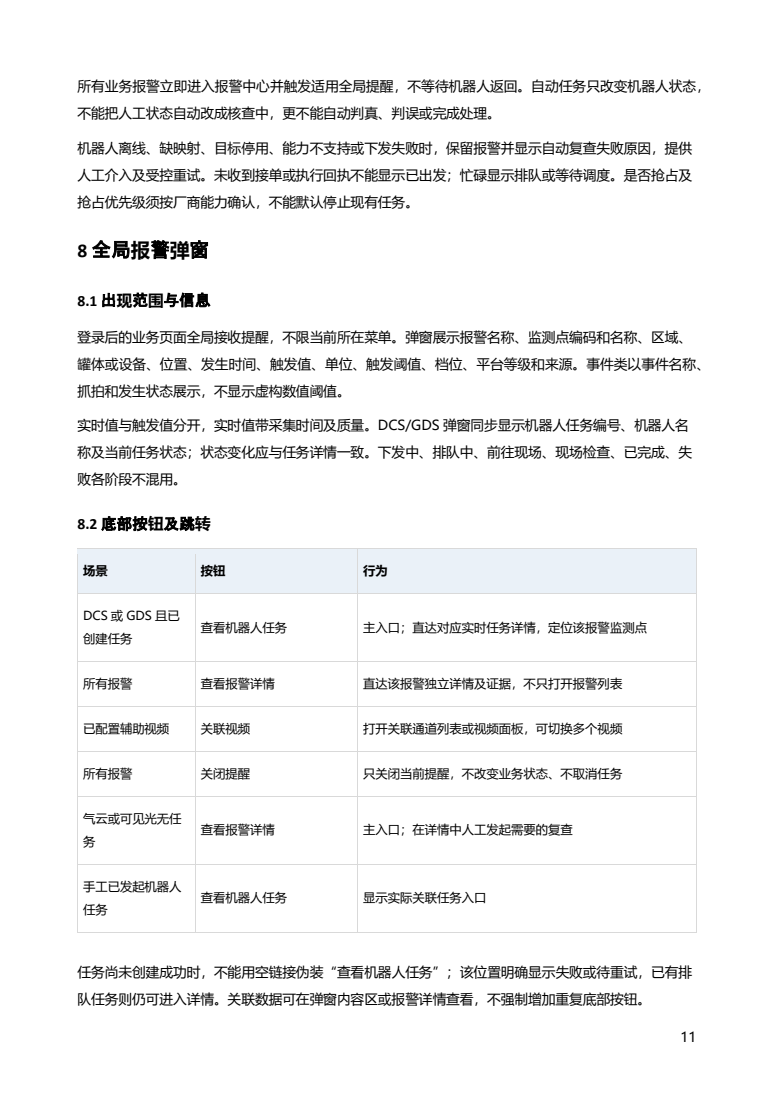 所有业务报警立即进入报警中心并触发适用全局提醒，不等待机器人返回。自动任务只改变机器人状态，
不能把人工状态自动改成核查中，更不能自动判真、判误或完成处理。
机器人离线、缺映射、目标停用、能力不支持或下发失败时，保留报警并显示自动复查失败原因，提供
人工介入及受控重试。未收到接单或执行回执不能显示已出发；忙碌显示排队或等待调度。是否抢占及
抢占优先级须按厂商能力确认，不能默认停止现有任务。
8 全局报警弹窗
8.1 出现范围与信息
登录后的业务页面全局接收提醒，不限当前所在菜单。弹窗展示报警名称、监测点编码和名称、区域、
罐体或设备、位置、发生时间、触发值、单位、触发阈值、档位、平台等级和来源。事件类以事件名称、
抓拍和发生状态展示，不显示虚构数值阈值。
实时值与触发值分开，实时值带采集时间及质量。DCS/GDS 弹窗同步显示机器人任务编号、机器人名
称及当前任务状态；状态变化应与任务详情一致。下发中、排队中、前往现场、现场检查、已完成、失
败各阶段不混用。
8.2 底部按钮及跳转
场景 按钮 行为
DCS 或 GDS 且已
创建任务
查看机器人任务
主入口；直达对应实时任务详情，定位该报警监测点
所有报警 查看报警详情 直达该报警独立详情及证据，不只打开报警列表
已配置辅助视频 关联视频 打开关联通道列表或视频面板，可切换多个视频
所有报警 关闭提醒 只关闭当前提醒，不改变业务状态、不取消任务
气云或可见光无任
务
查看报警详情
主入口；在详情中人工发起需要的复查
手工已发起机器人
任务
查看机器人任务
显示实际关联任务入口
任务尚未创建成功时，不能用空链接伪装“查看机器人任务”；该位置明确显示失败或待重试，已有排
队任务则仍可进入详情。关联数据可在弹窗内容区或报警详情查看，不强制增加重复底部按钮。
11